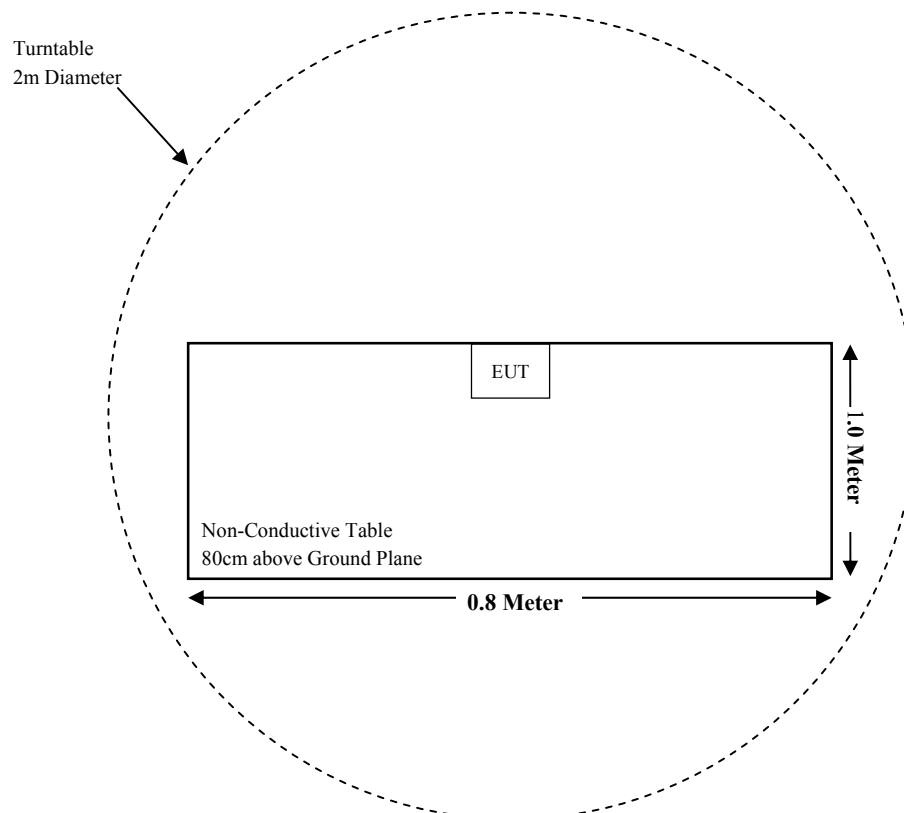 Turntable
2m Diameter
EUT
1.0 Meter
Non-Conductive Table
80cm above Ground Plane
0.8 Meter